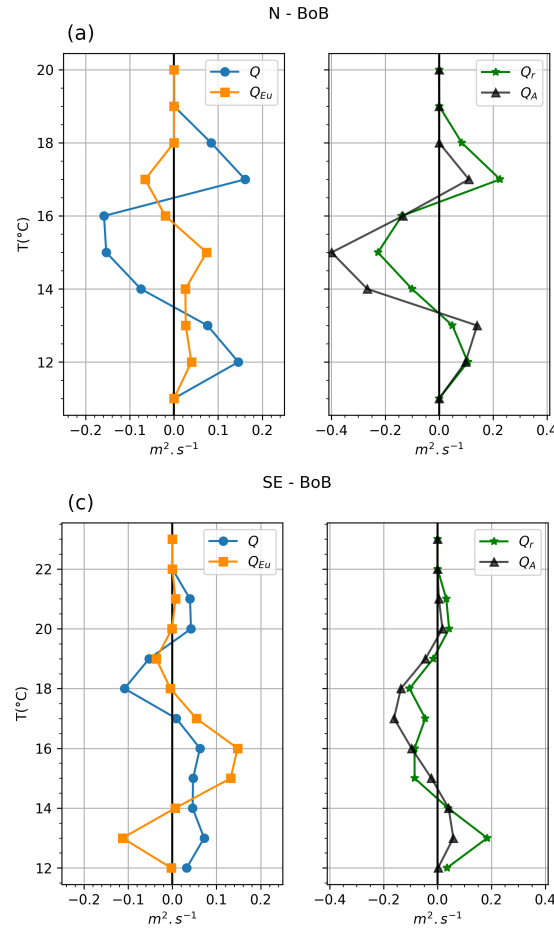 N - BoB
(a)
Q
Q_Eu
Q_r
Q_A
T(°C)
20
18
16
14
12
−0.2 −0.1 0.0 0.1 0.2
−0.4 −0.2 0.0 0.2 0.4
m².s⁻¹
m².s⁻¹
SE - BoB
(c)
Q
Q_Eu
Q_r
Q_A
T(°C)
22
20
18
16
14
12
−0.2 −0.1 0.0 0.1 0.2
−0.4 −0.2 0.0 0.2 0.4
m².s⁻¹
m².s⁻¹